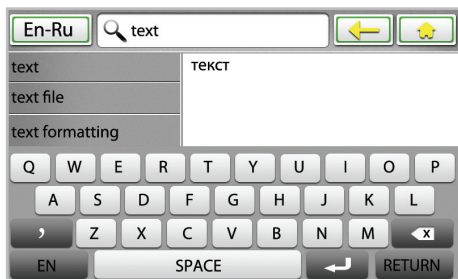 En-Ru text
text текст
text file
text formatting
Q W E R T Y U I O P
A S D F G H J K L
, Z X C V B N M x
EN SPACE RETURN